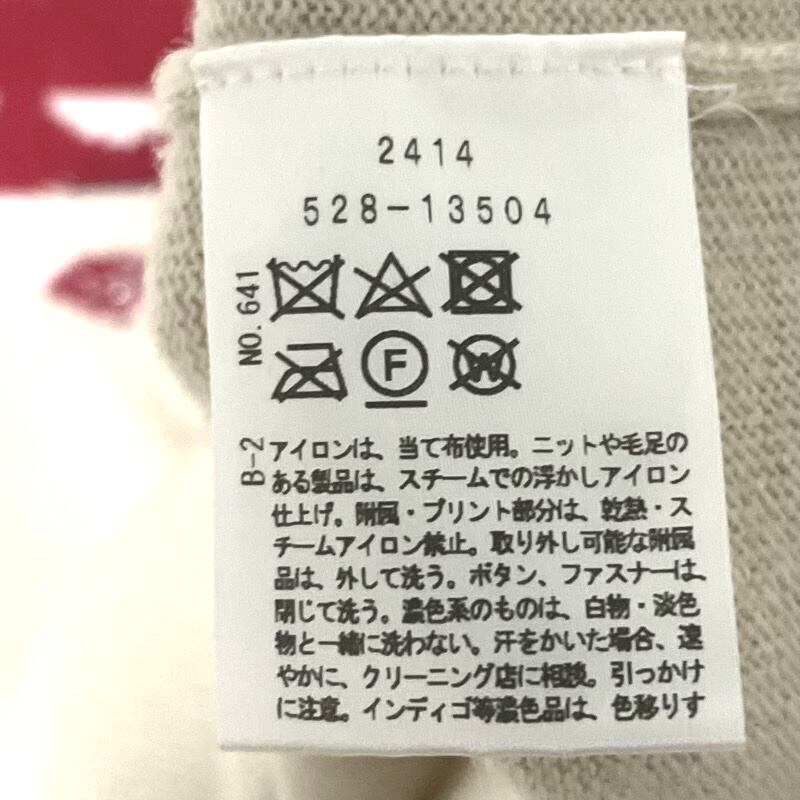 2414
528-13504
NO.641
F
W
B-2
アイロンは、当て布使用。ニットや毛足の
ある製品は、スチームでの浮かしアイロン
仕上げ。附属・プリント部分は、乾熱・ス
チームアイロン禁止。取り外し可能な附属
品は、外して洗う。ボタン、ファスナーは、
閉じて洗う。濃色系のものは、白物・淡色
物と一緒に洗わない。汗をかいた場合、速
やかに、クリーニング店に相談。引っかけ
に注意。インディゴ等濃色品は、色移りす